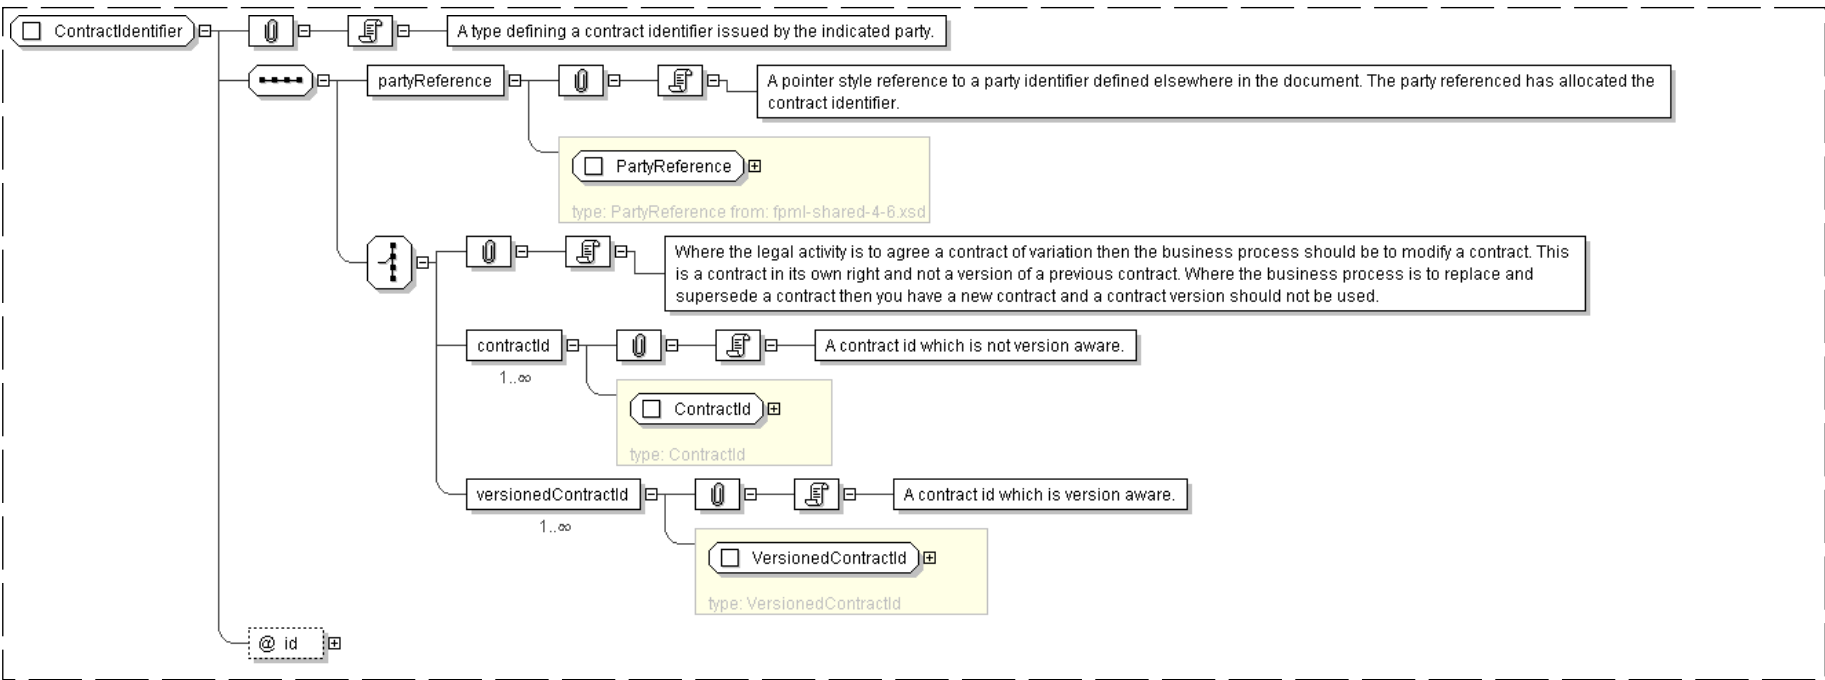 ContractIdentifier
A type defining a contract identifier issued by the indicated party.
partyReference
A pointer style reference to a party identifier defined elsewhere in the document. The party referenced has allocated the
contract identifier.
PartyReference
type: PartyReference from: fpml-shared-4-6.xsd
Where the legal activity is to agree a contract of variation then the business process should be to modify a contract. This
is a contract in its own right and not a version of a previous contract. Where the business process is to replace and
supersede a contract then you have a new contract and a contract version should not be used.
contractId
A contract id which is not version aware.
1..∞
ContractId
type: ContractId
versionedContractId
A contract id which is version aware.
1..∞
VersionedContractId
type: VersionedContractId
@ id